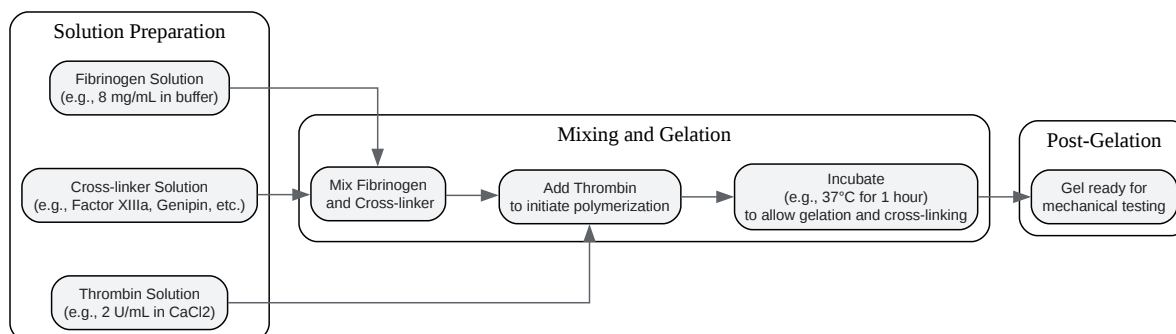 Solution Preparation
Fibrinogen Solution
(e.g., 8 mg/mL in buffer)
Cross-linker Solution
(e.g., Factor XIIIa, Genipin, etc.)
Thrombin Solution
(e.g., 2 U/mL in CaCl2)
Mixing and Gelation
Mix Fibrinogen
and Cross-linker
Add Thrombin
to initiate polymerization
Incubate
(e.g., 37°C for 1 hour)
to allow gelation and cross-linking
Post-Gelation
Gel ready for
mechanical testing